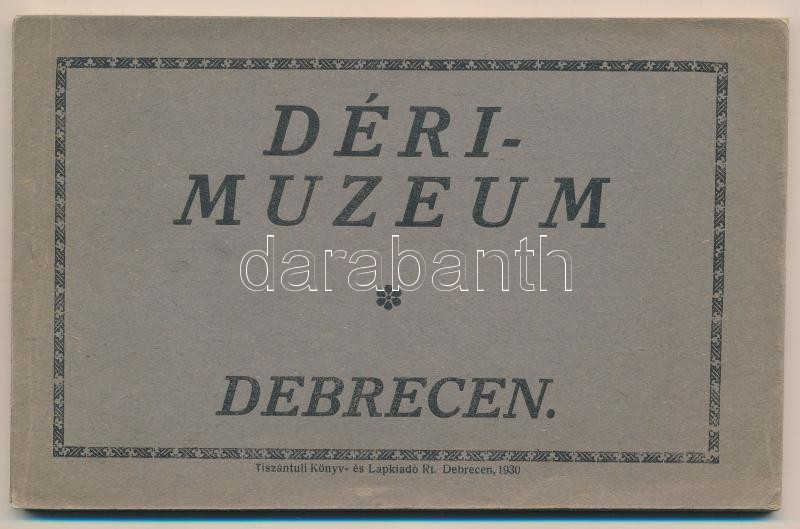 DÉRI-
MUZEUM
darabanth
DEBRECEN.
Tiszántuli Könyv- és Lapkiadó Rt. Debrecen, 1930